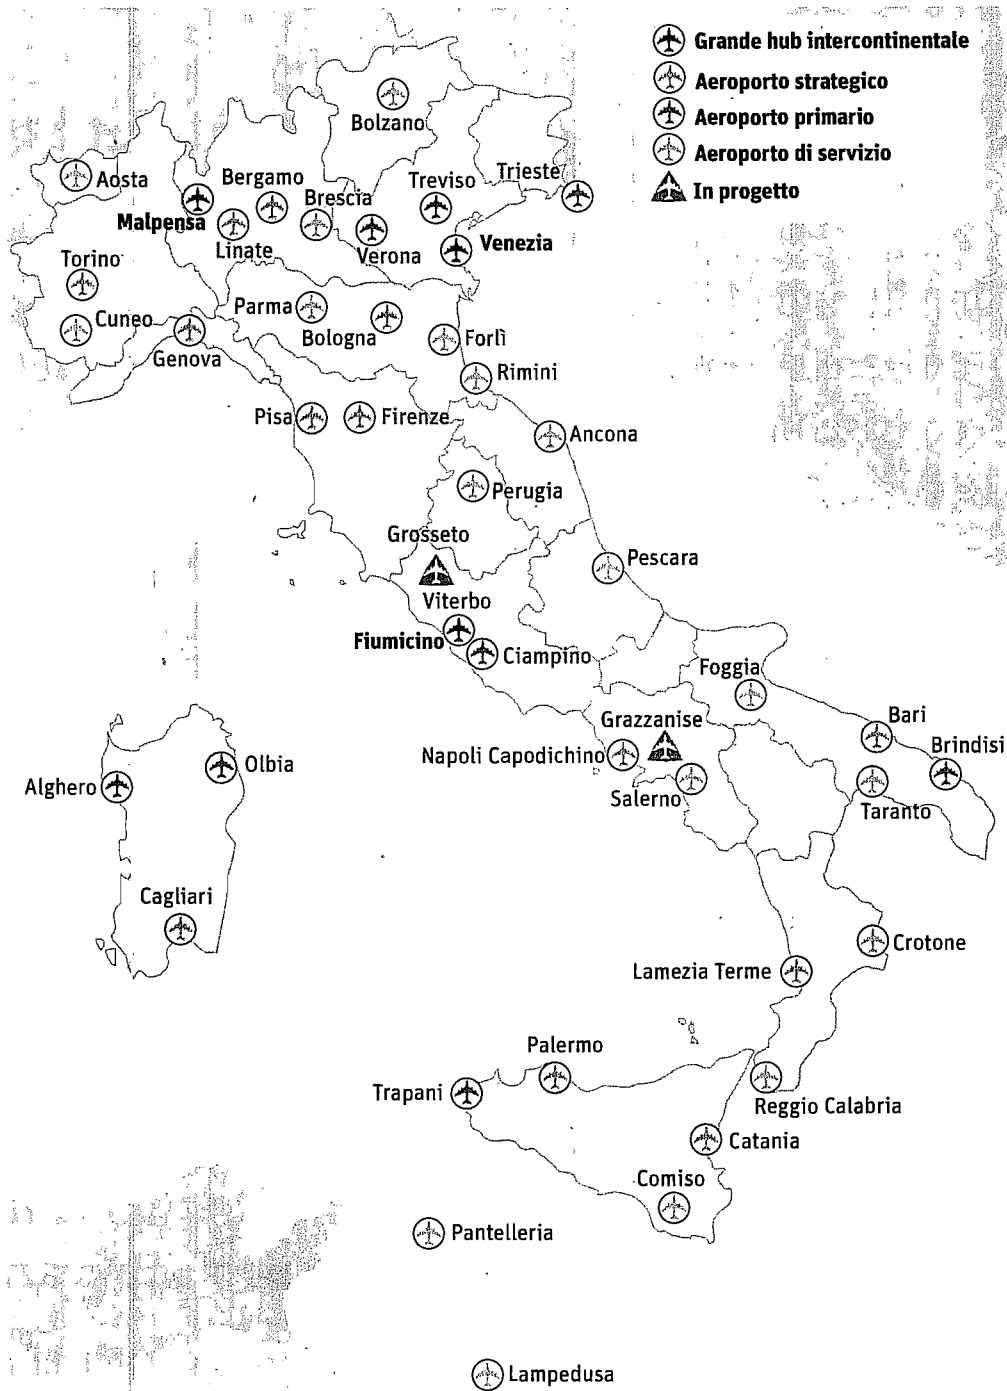 Grande hub intercontinentale
Aeroporto strategico
Aeroporto primario
Aeroporto di servizio
In progetto
Bolzano
Aosta
Bergamo
Brescia
Treviso
Trieste
Malpensa
Linate
Verona
Venezia
Torino
Cuneo
Genova
Parma
Bologna
Forlì
Rimini
Pisa
Firenze
Ancona
Perugia
Grosseto
Viterbo
Pescara
Fiumicino
Ciampino
Foggia
Grazzanise
Napoli Capodichino
Salerno
Bari
Brindisi
Taranto
Olbia
Alghero
Cagliari
Crotone
Lamezia Terme
Palermo
Trapani
Reggio Calabria
Catania
Comiso
Pantelleria
Lampedusa